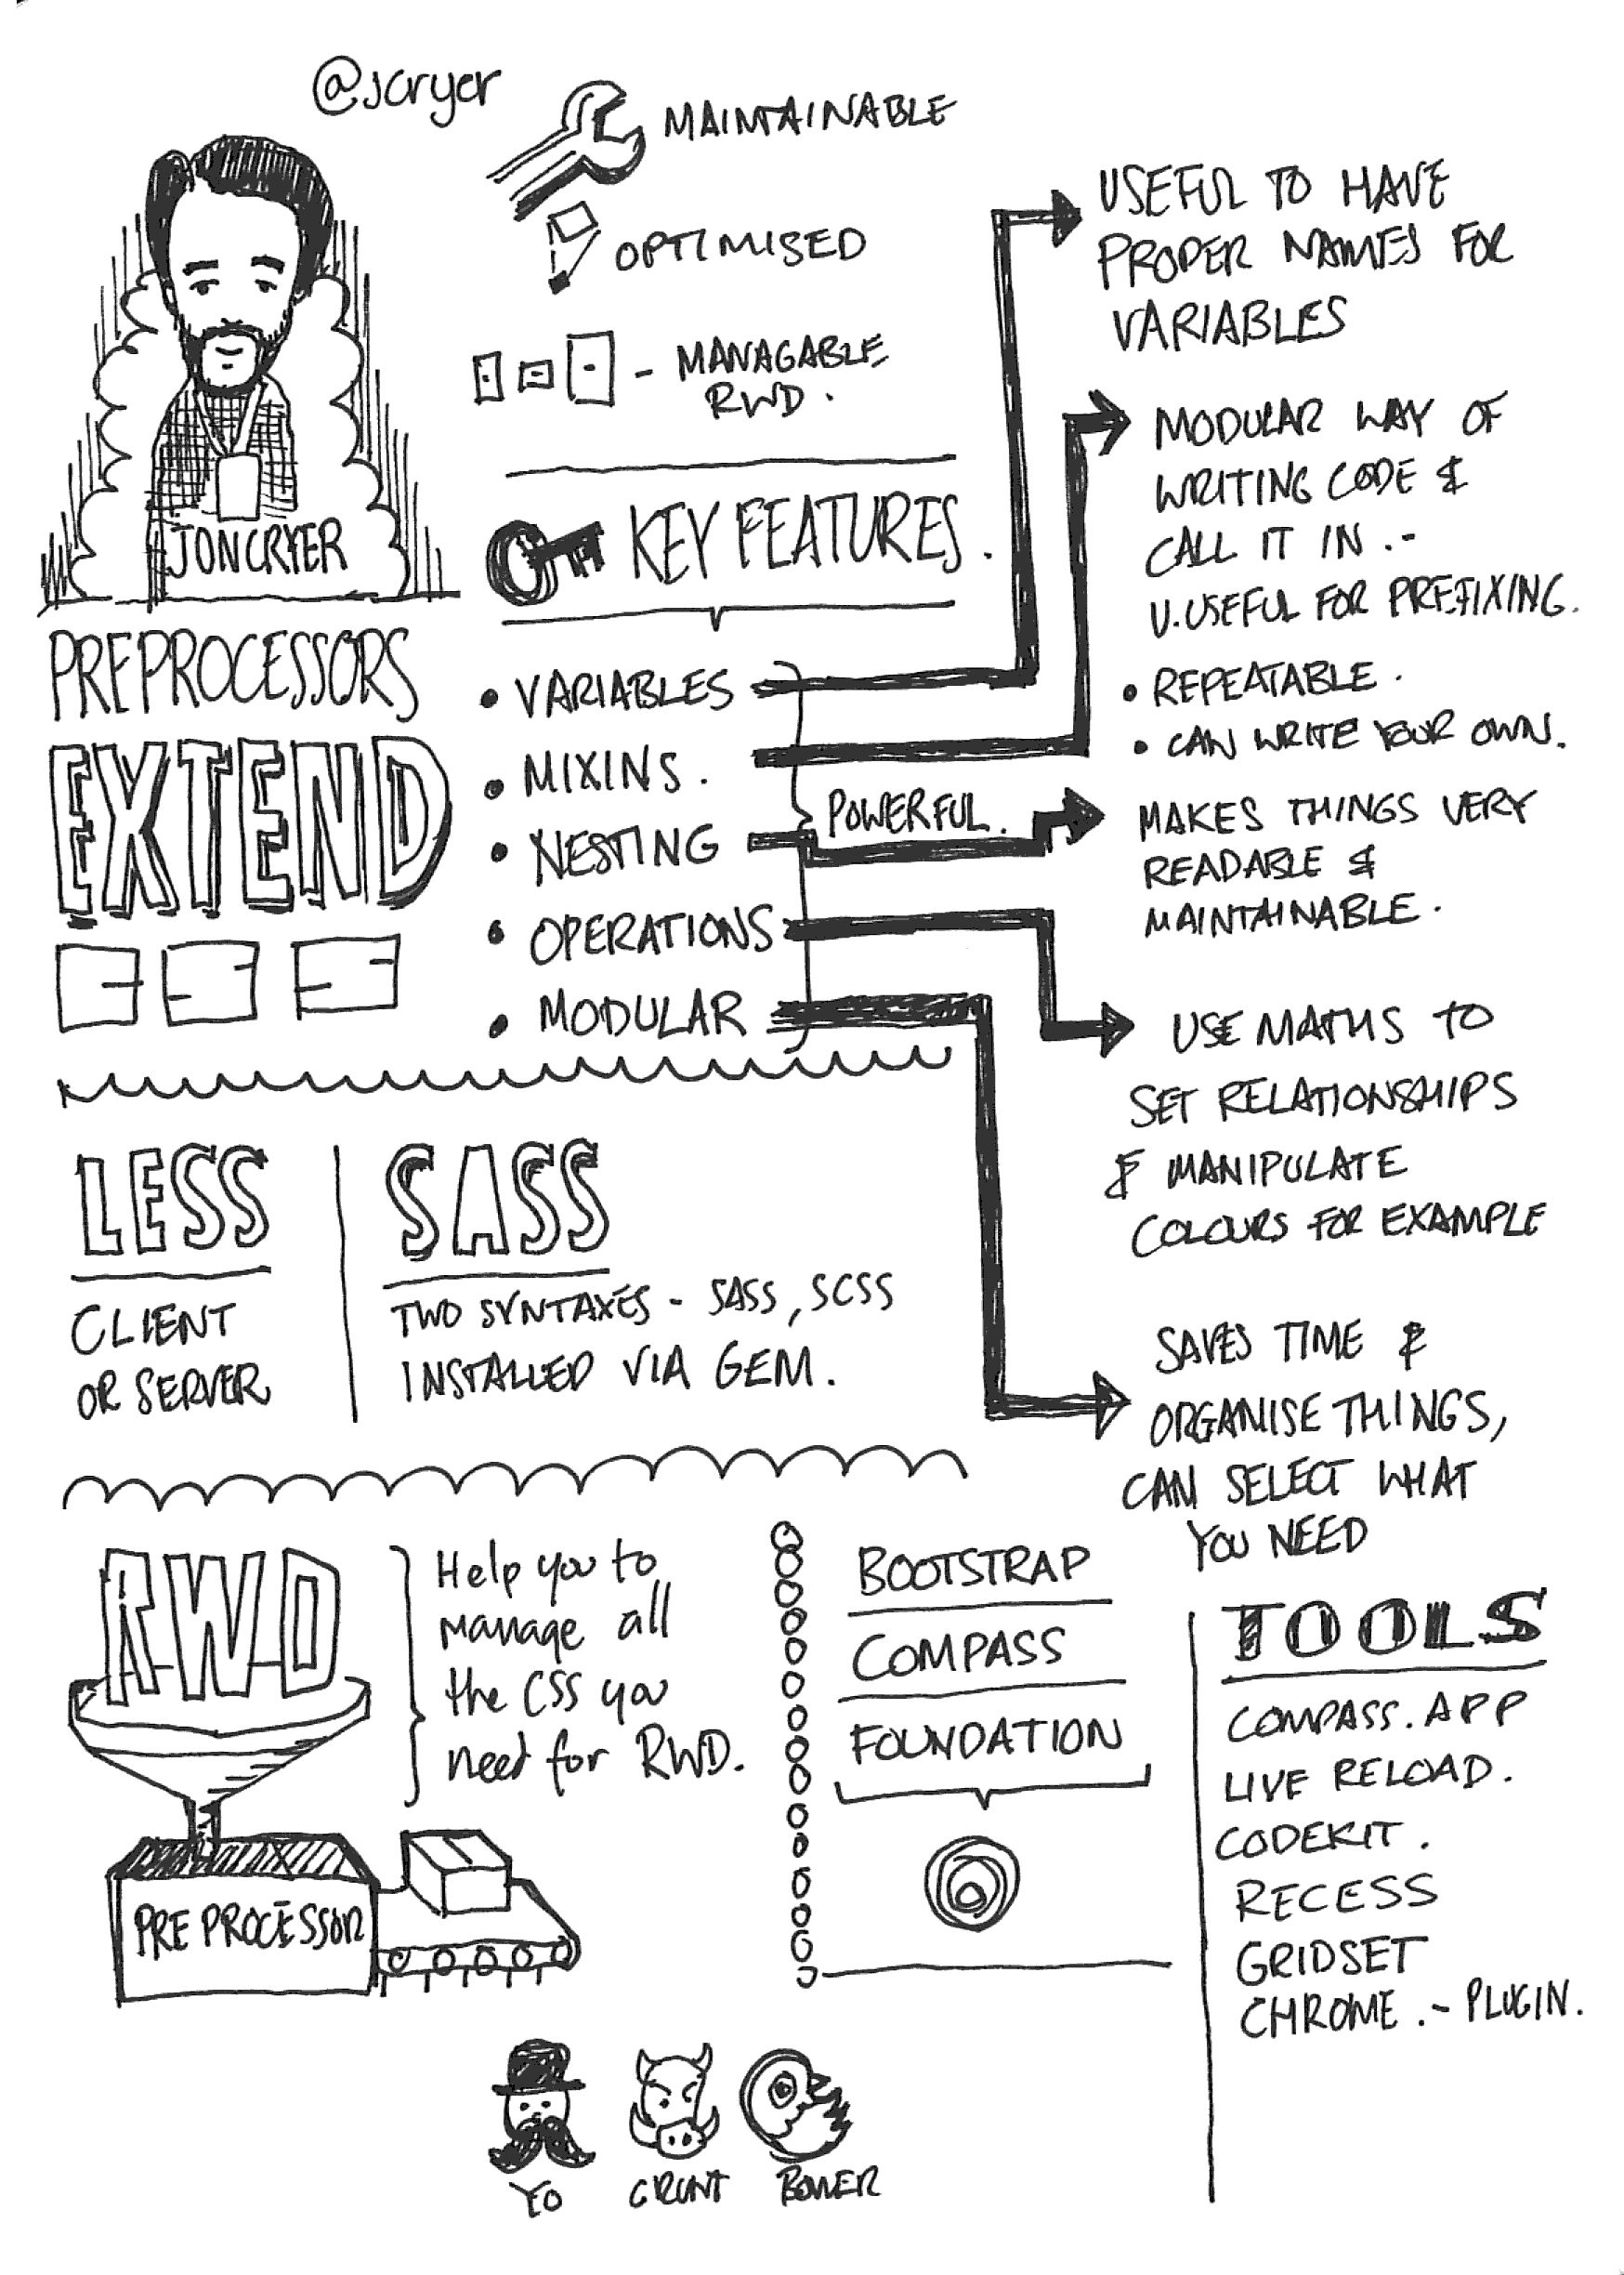 @jcryer
MAINTAINABLE
OPTIMISED
- MANAGABLE
RWD.
JON CRYER
PREPROCESSORS
EXTEND
KEY FEATURES.
• VARIABLES
• MIXINS.
• NESTING
• OPERATIONS
• MODULAR
POWERFUL.
USEFUL TO HAVE
PROPER NAMES FOR
VARIABLES
MODULAR WAY OF
WRITING CODE &
CALL IT IN .-
V. USEFUL FOR PREFIXING.
• REPEATABLE.
• CAN WRITE YOUR OWN.
MAKES THINGS VERY
READABLE &
MAINTAINABLE.
USE MATHS TO
SET RELATIONSHIPS
& MANIPULATE
COLOURS FOR EXAMPLE
SAVES TIME &
ORGANISE THINGS,
CAN SELECT WHAT
YOU NEED
LESS
CLIENT
OR SERVER
SASS
TWO SYNTAXES - SASS, SCSS
INSTALLED VIA GEM.
RWD
PREPROCESSOR
Help you to
manage all
the CSS you
need for RWD.
BOOTSTRAP
COMPASS
FOUNDATION
TOOLS
COMPASS.APP
LIVE RELOAD.
CODEKIT.
RECESS
GRIDSET
CHROME .- PLUGIN.
YO
GRUNT
BOWER